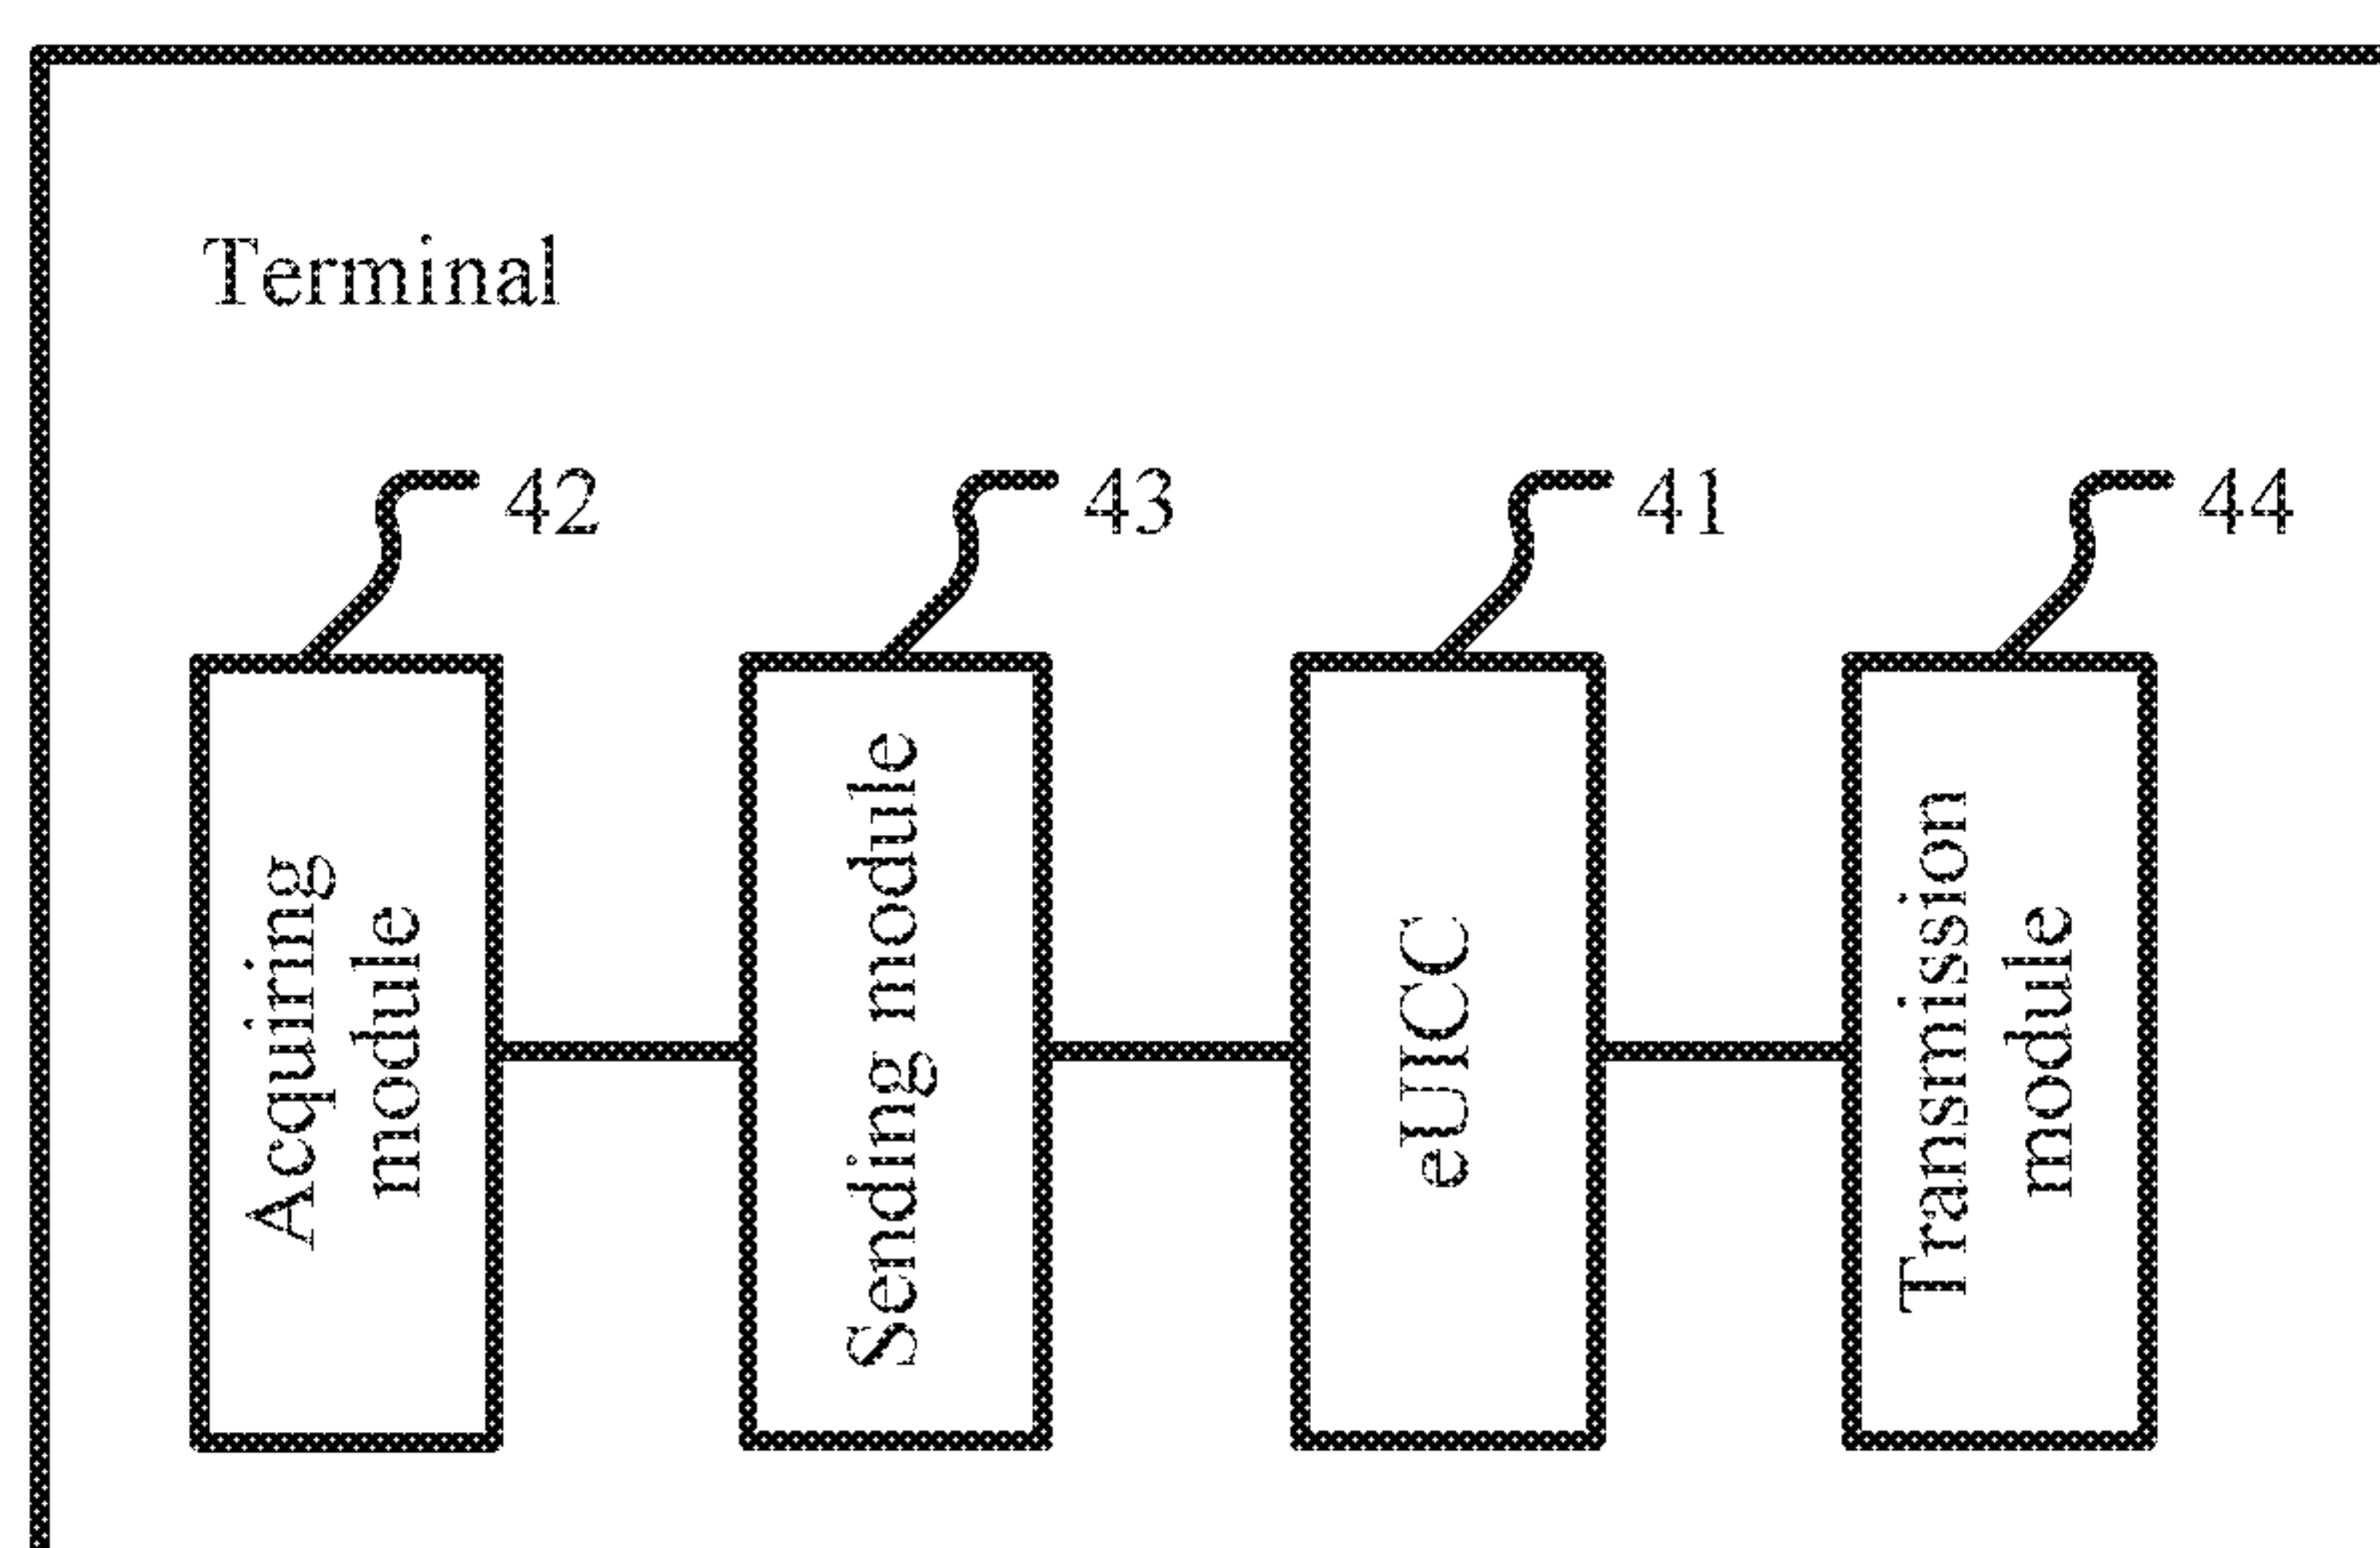 Terminal
42
43
41
44
Acquiring
module
Sending module
eUICC
Transmission
module